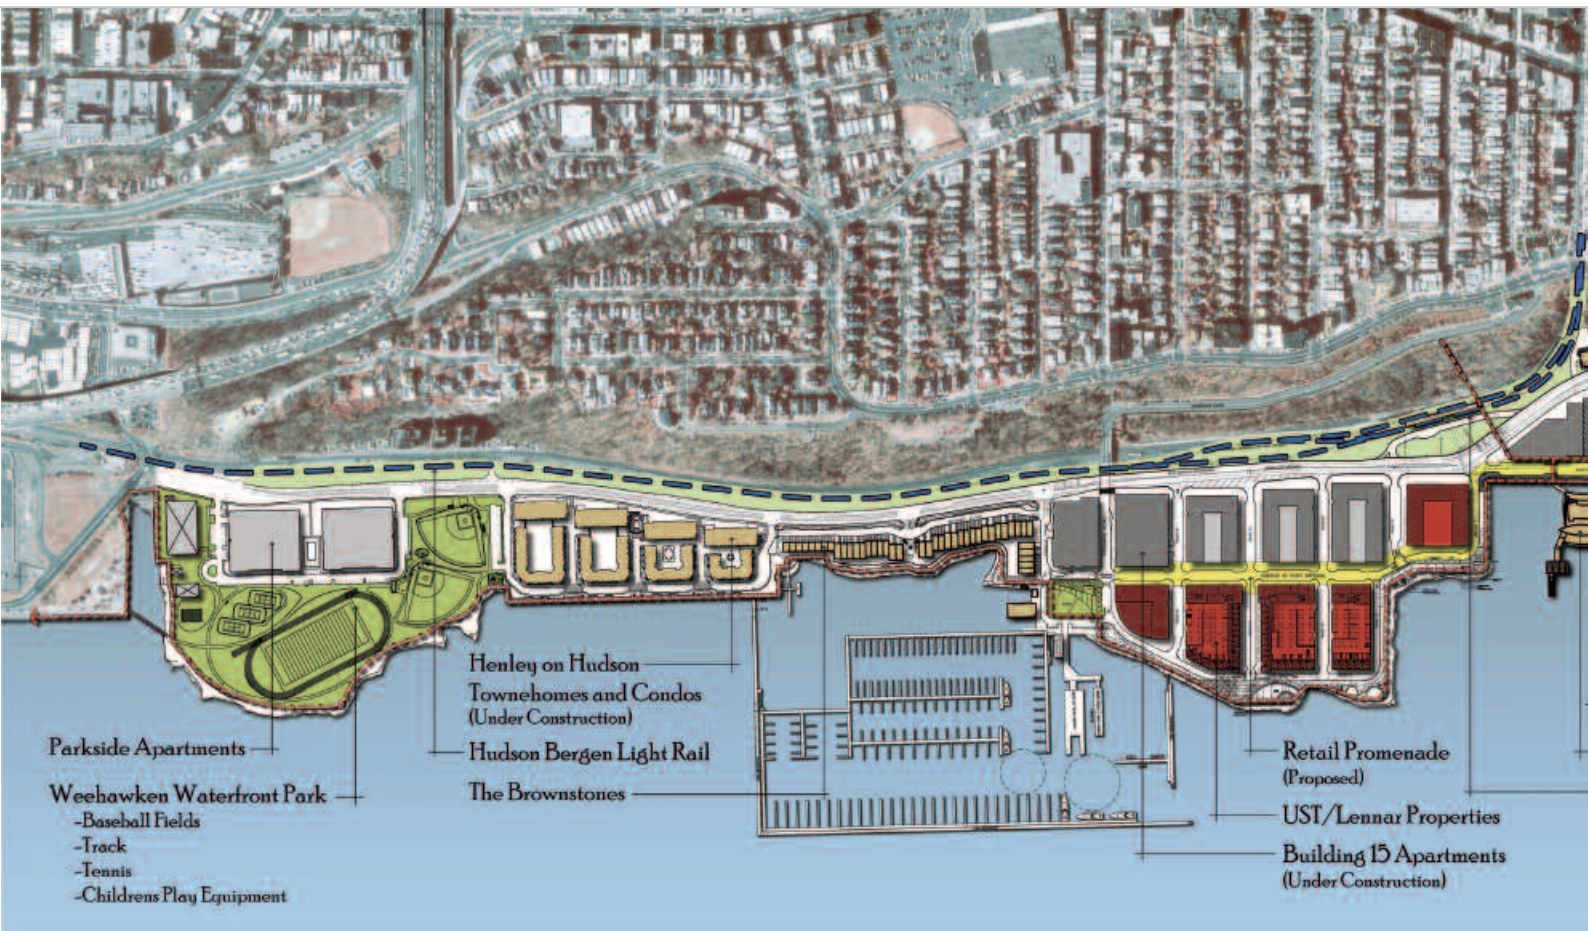 Henley on Hudson
Townehomes and Condos
(Under Construction)
Hudson Bergen Light Rail
The Brownstones
Parkside Apartments
Weehawken Waterfront Park
-Baseball Fields
-Track
-Tennis
-Childrens Play Equipment
Retail Promenade
(Proposed)
UST/Lennar Properties
Building 15 Apartments
(Under Construction)